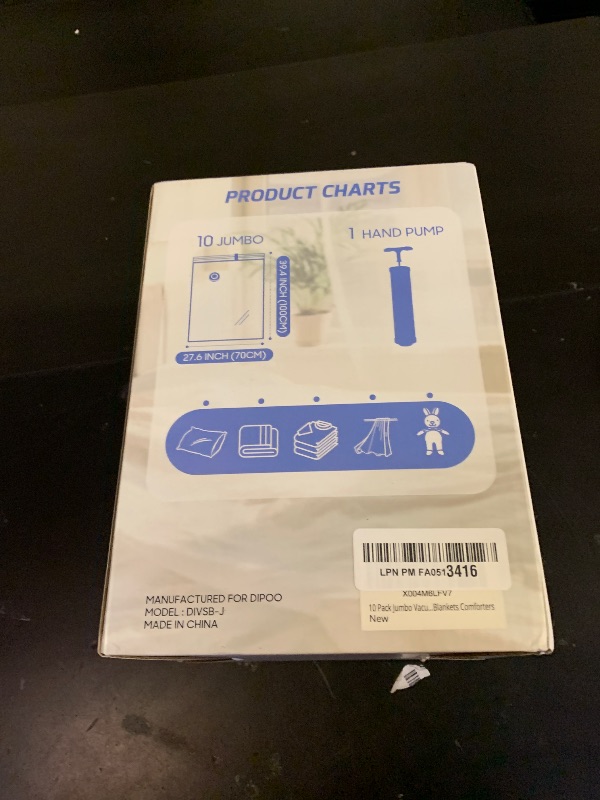 PRODUCT CHARTS
10 JUMBO
1 HAND PUMP
39.4 INCH (100CM)
27.6 INCH (70CM)
LPN PM FA0513416
X004M6LFV7
10 Pack Jumbo Vacu...Blankets Comforters
New
MANUFACTURED FOR DIPOO
MODEL : DIVSB-J
MADE IN CHINA